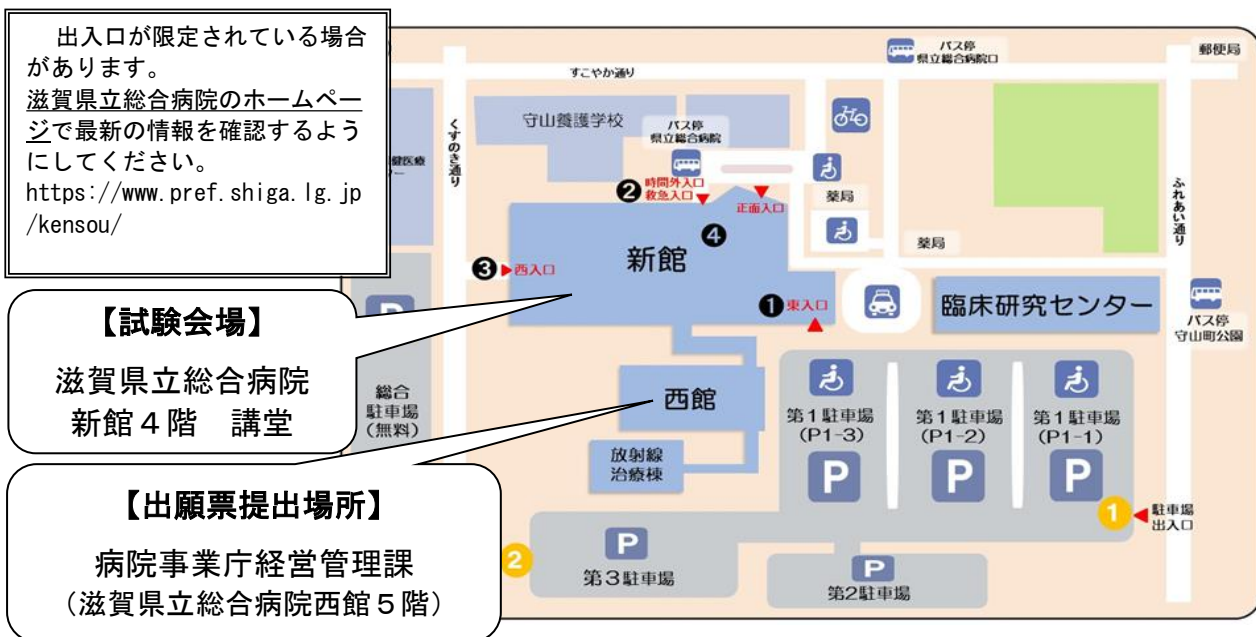 出入口が限定されている場合
があります。
滋賀県立総合病院のホームペー
ジで最新の情報を確認するよう
にしてください。
https://www.pref.shiga.lg.jp
/kensou/
バス停
県立総合病院口
郵便局
すこやか通り
くすのき通り
守山養護学校
バス停
県立総合病院
健医療
ー
❷
時間外入口
救急入口
正面入口
薬局
薬局
ふれあい通り
❹
新館
❸
西入口
❶
東入口
臨床研究センター
バス停
守山町公園
【試験会場】
滋賀県立総合病院
新館4階 講堂
P
総合
駐車場
(無料)
西館
放射線
治療棟
第1駐車場
(P1-3)
P
第1駐車場
(P1-2)
P
第1駐車場
(P1-1)
P
1
駐車場
出入口
【出願票提出場所】
病院事業庁経営管理課
(滋賀県立総合病院西館5階)
2
P
第3駐車場
P
第2駐車場